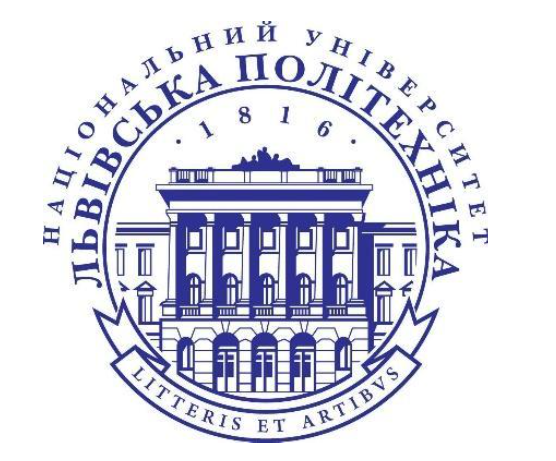 НАЦІОНАЛЬНИЙ УНІВЕРСИТЕТ
ЛЬВІВСЬКА ПОЛІТЕХНІКА
· 1816 ·
LITTERIS ET ARTIBVS